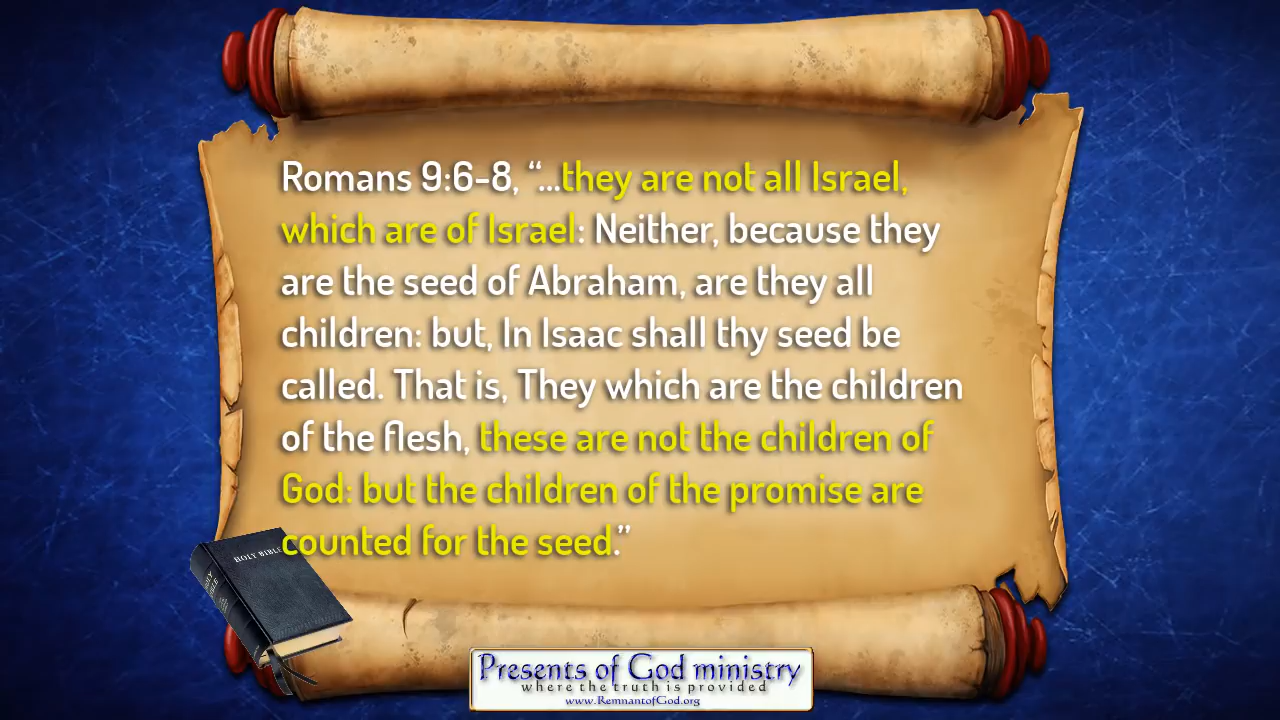 Romans 9:6-8, “...they are not all Israel,
which are of Israel: Neither, because they
are the seed of Abraham, are they all
children: but, In Isaac shall thy seed be
called. That is, They which are the children
of the flesh, these are not the children of
God: but the children of the promise are
counted for the seed.”
HOLY BIBLE
Presents of God ministry
where the truth is provided
www.RemnantofGod.org